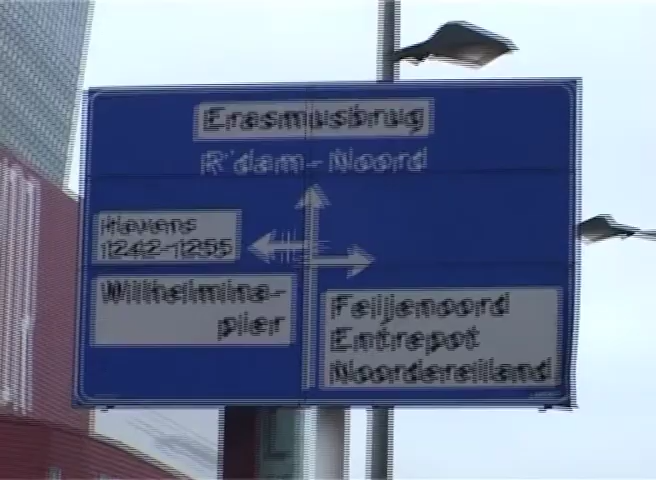 Erasmusbrug
R'dam-Noord
Havens
1242-1255
Wilhelmina-
pier
Feijenoord
Entrepot
Noordereiland